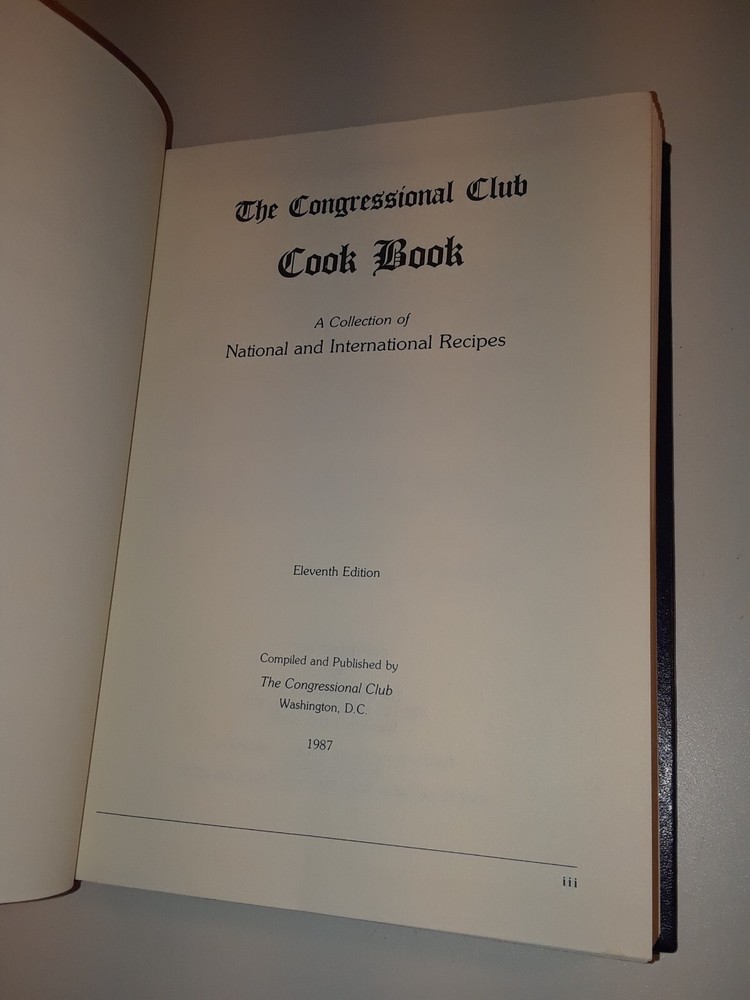 The Congressional Club
Cook Book
A Collection of
National and International Recipes
Eleventh Edition
Compiled and Published by
The Congressional Club
Washington, D.C.
1987
iii